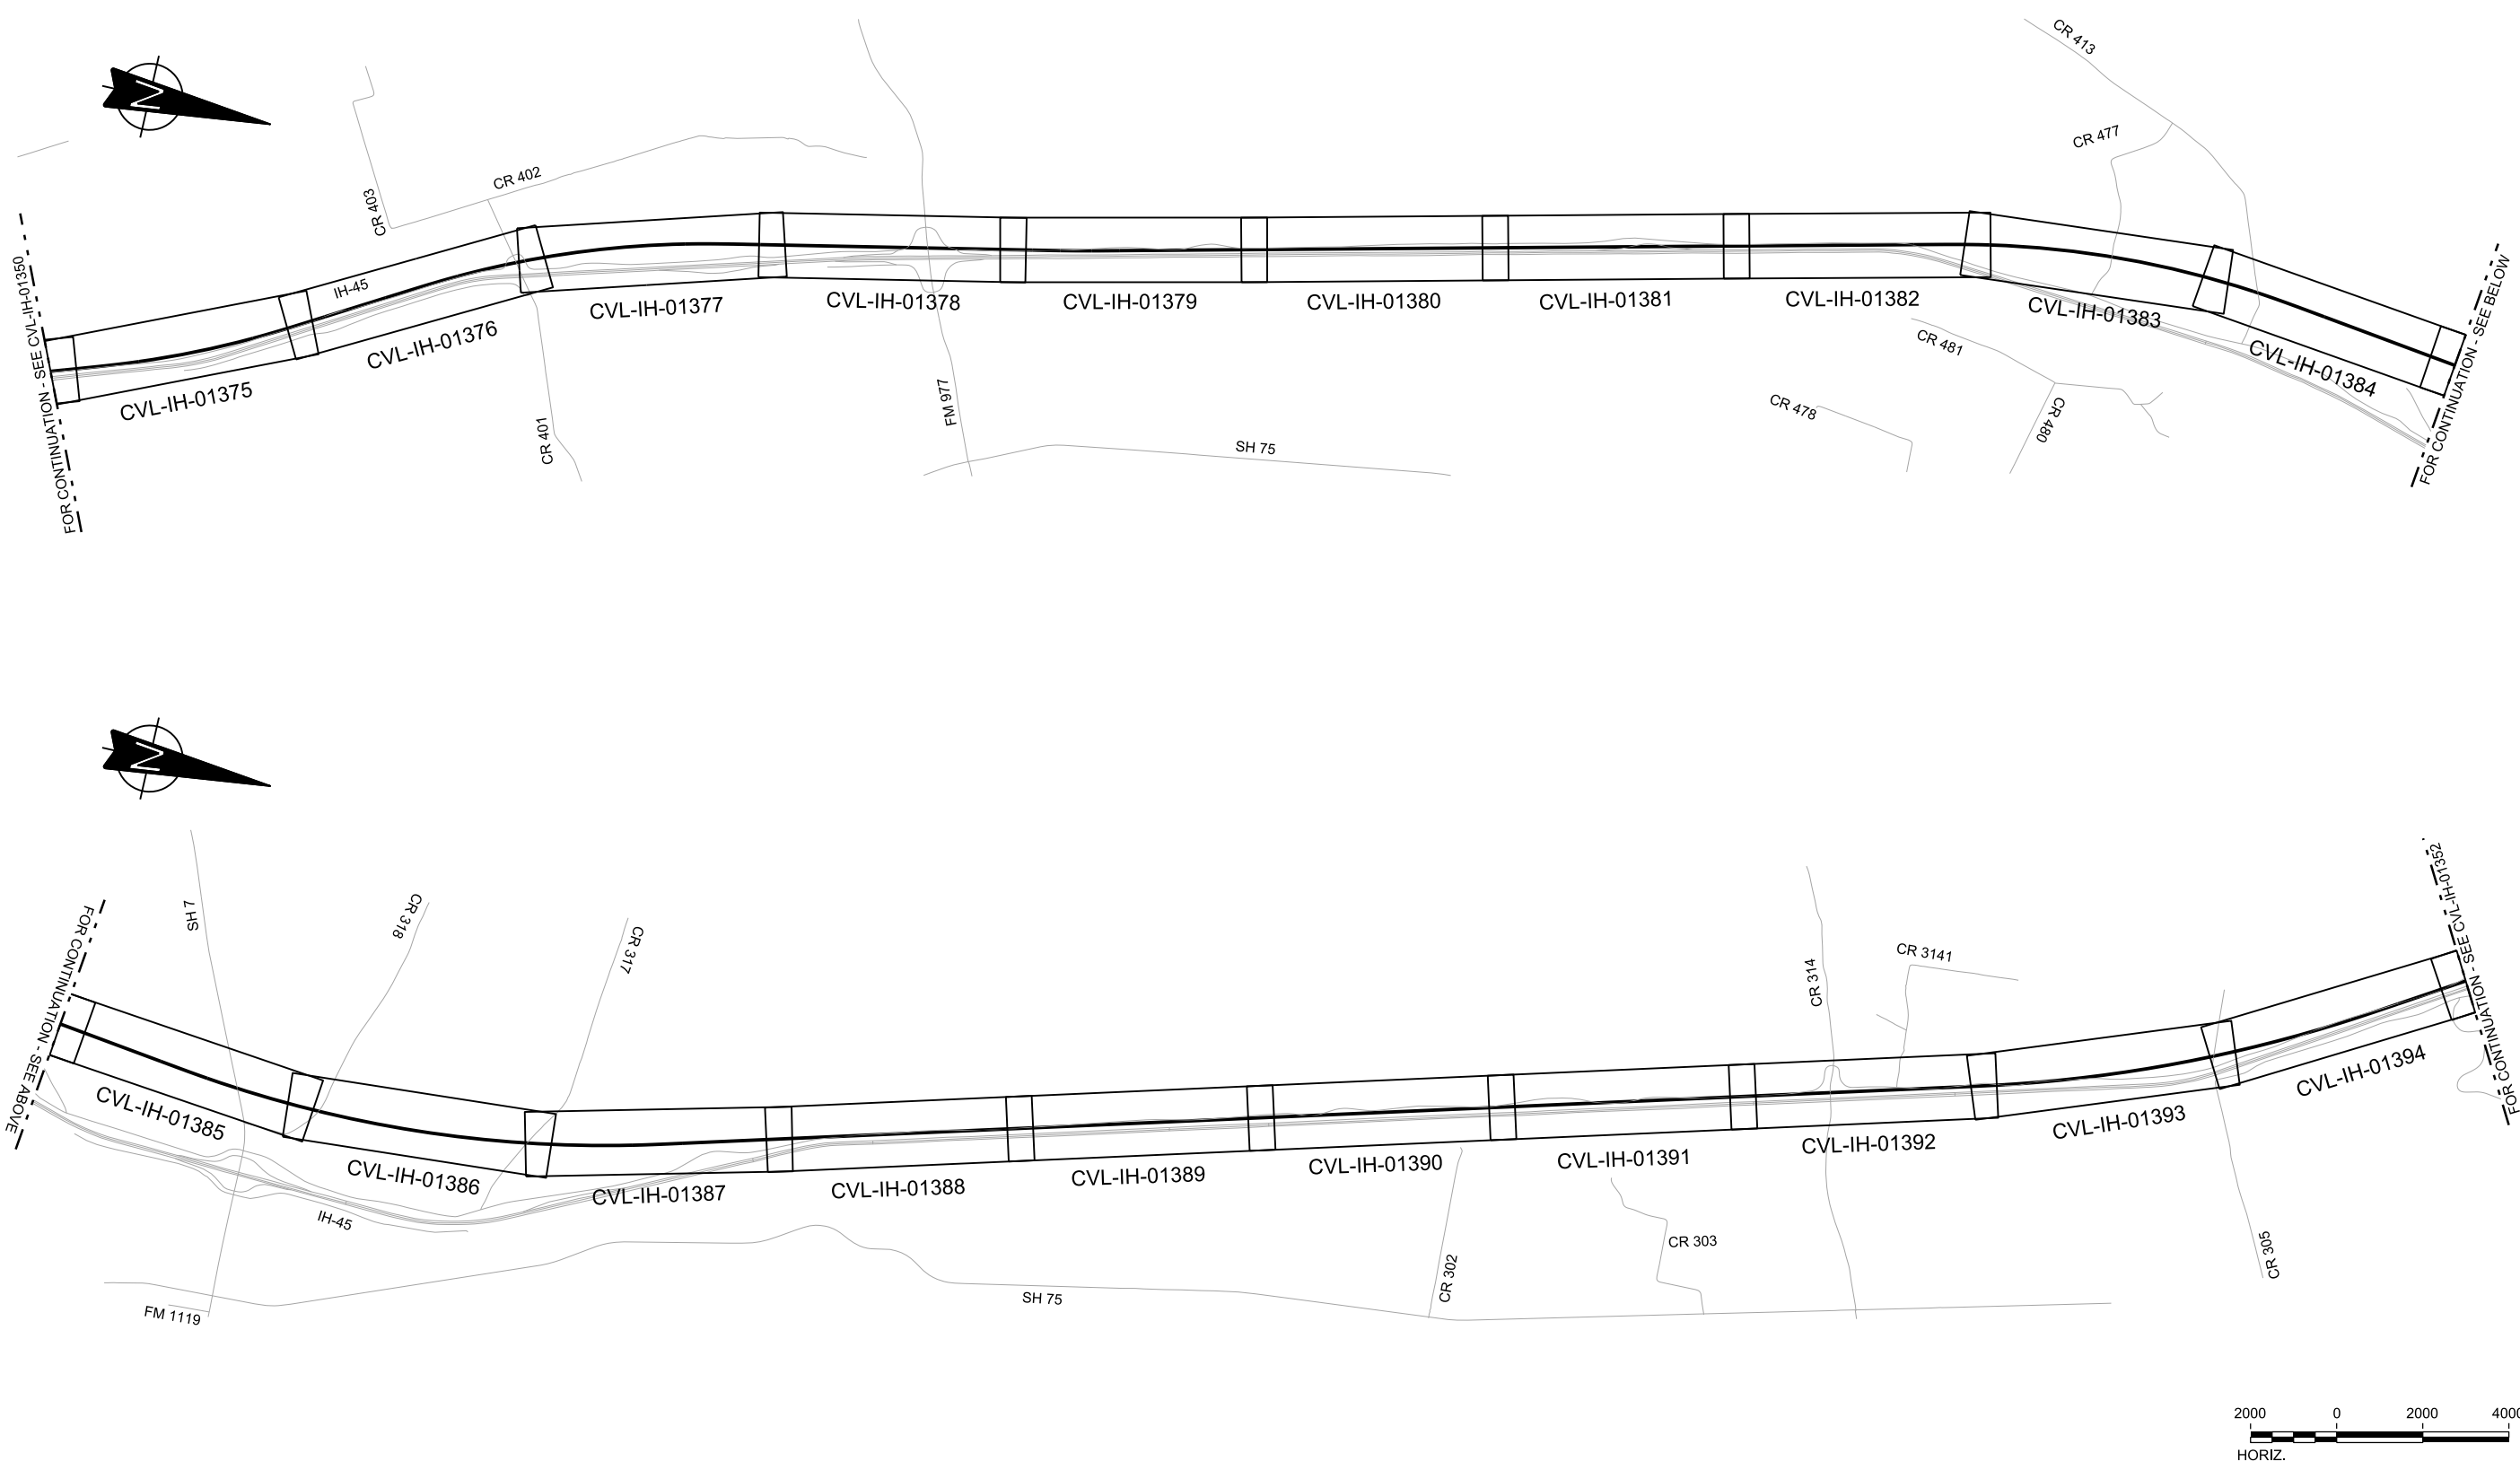 CR 413
N
CR 477
CR 402
CR 403
FOR CONTINUATION - SEE CVL-IH-01350
IH-45
CVL-IH-01375
CVL-IH-01376
CVL-IH-01377
CVL-IH-01378
CVL-IH-01379
CVL-IH-01380
CVL-IH-01381
CVL-IH-01382
CVL-IH-01383
CVL-IH-01384
FOR CONTINUATION - SEE BELOW
CR 481
CR 478
CR 480
FM 977
CR 401
SH 75
N
FOR CONTINUATION - SEE ABOVE
SH 7
CR 318
CR 317
CR 314
CR 3141
FOR CONTINUATION - SEE CVL-IH-01352
CVL-IH-01385
CVL-IH-01386
CVL-IH-01387
CVL-IH-01388
CVL-IH-01389
CVL-IH-01390
CVL-IH-01391
CVL-IH-01392
CVL-IH-01393
CVL-IH-01394
IH-45
CR 303
CR 302
CR 305
SH 75
FM 1119
2000 0 2000 4000
HORIZ.